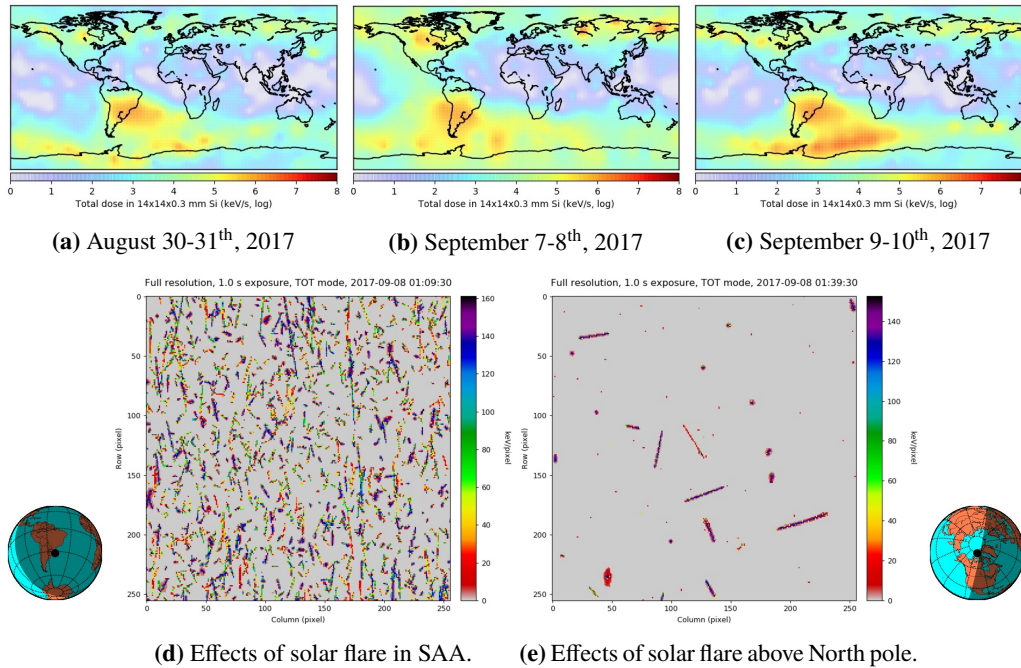 0 1 2 3 4 5 6 7 8
Total dose in 14x14x0.3 mm Si (keV/s, log)
(a) August 30-31th, 2017
0 1 2 3 4 5 6 7 8
Total dose in 14x14x0.3 mm Si (keV/s, log)
(b) September 7-8th, 2017
0 1 2 3 4 5 6 7 8
Total dose in 14x14x0.3 mm Si (keV/s, log)
(c) September 9-10th, 2017
Full resolution, 1.0 s exposure, TOT mode, 2017-09-08 01:09:30
0
50
100
150
200
250
Row (pixel)
0 50 100 150 200 250
Column (pixel)
160
140
120
100
80
60
40
20
0
keV/pixel
(d) Effects of solar flare in SAA.
Full resolution, 1.0 s exposure, TOT mode, 2017-09-08 01:39:30
0
50
100
150
200
250
Row (pixel)
0 50 100 150 200 250
Column (pixel)
140
120
100
80
60
40
20
0
keV/pixel
(e) Effects of solar flare above North pole.